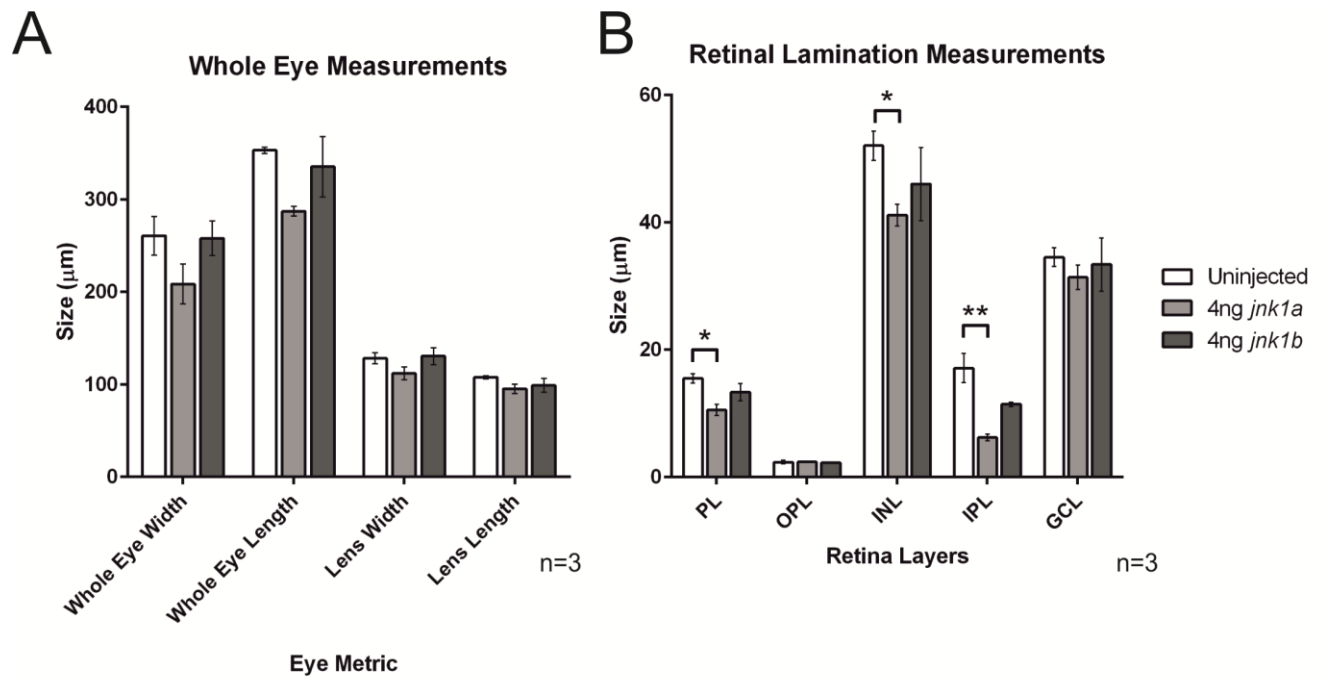 A
Whole Eye Measurements
400
300
200
100
0
Size (μm)
Whole Eye Width
Whole Eye Length
Lens Width
Lens Length
n=3
Eye Metric
B
Retinal Lamination Measurements
60
40
20
0
Size (μm)
*
*
**
PL
OPL
INL
IPL
GCL
Retina Layers
n=3
Uninjected
4ng jnk1a
4ng jnk1b